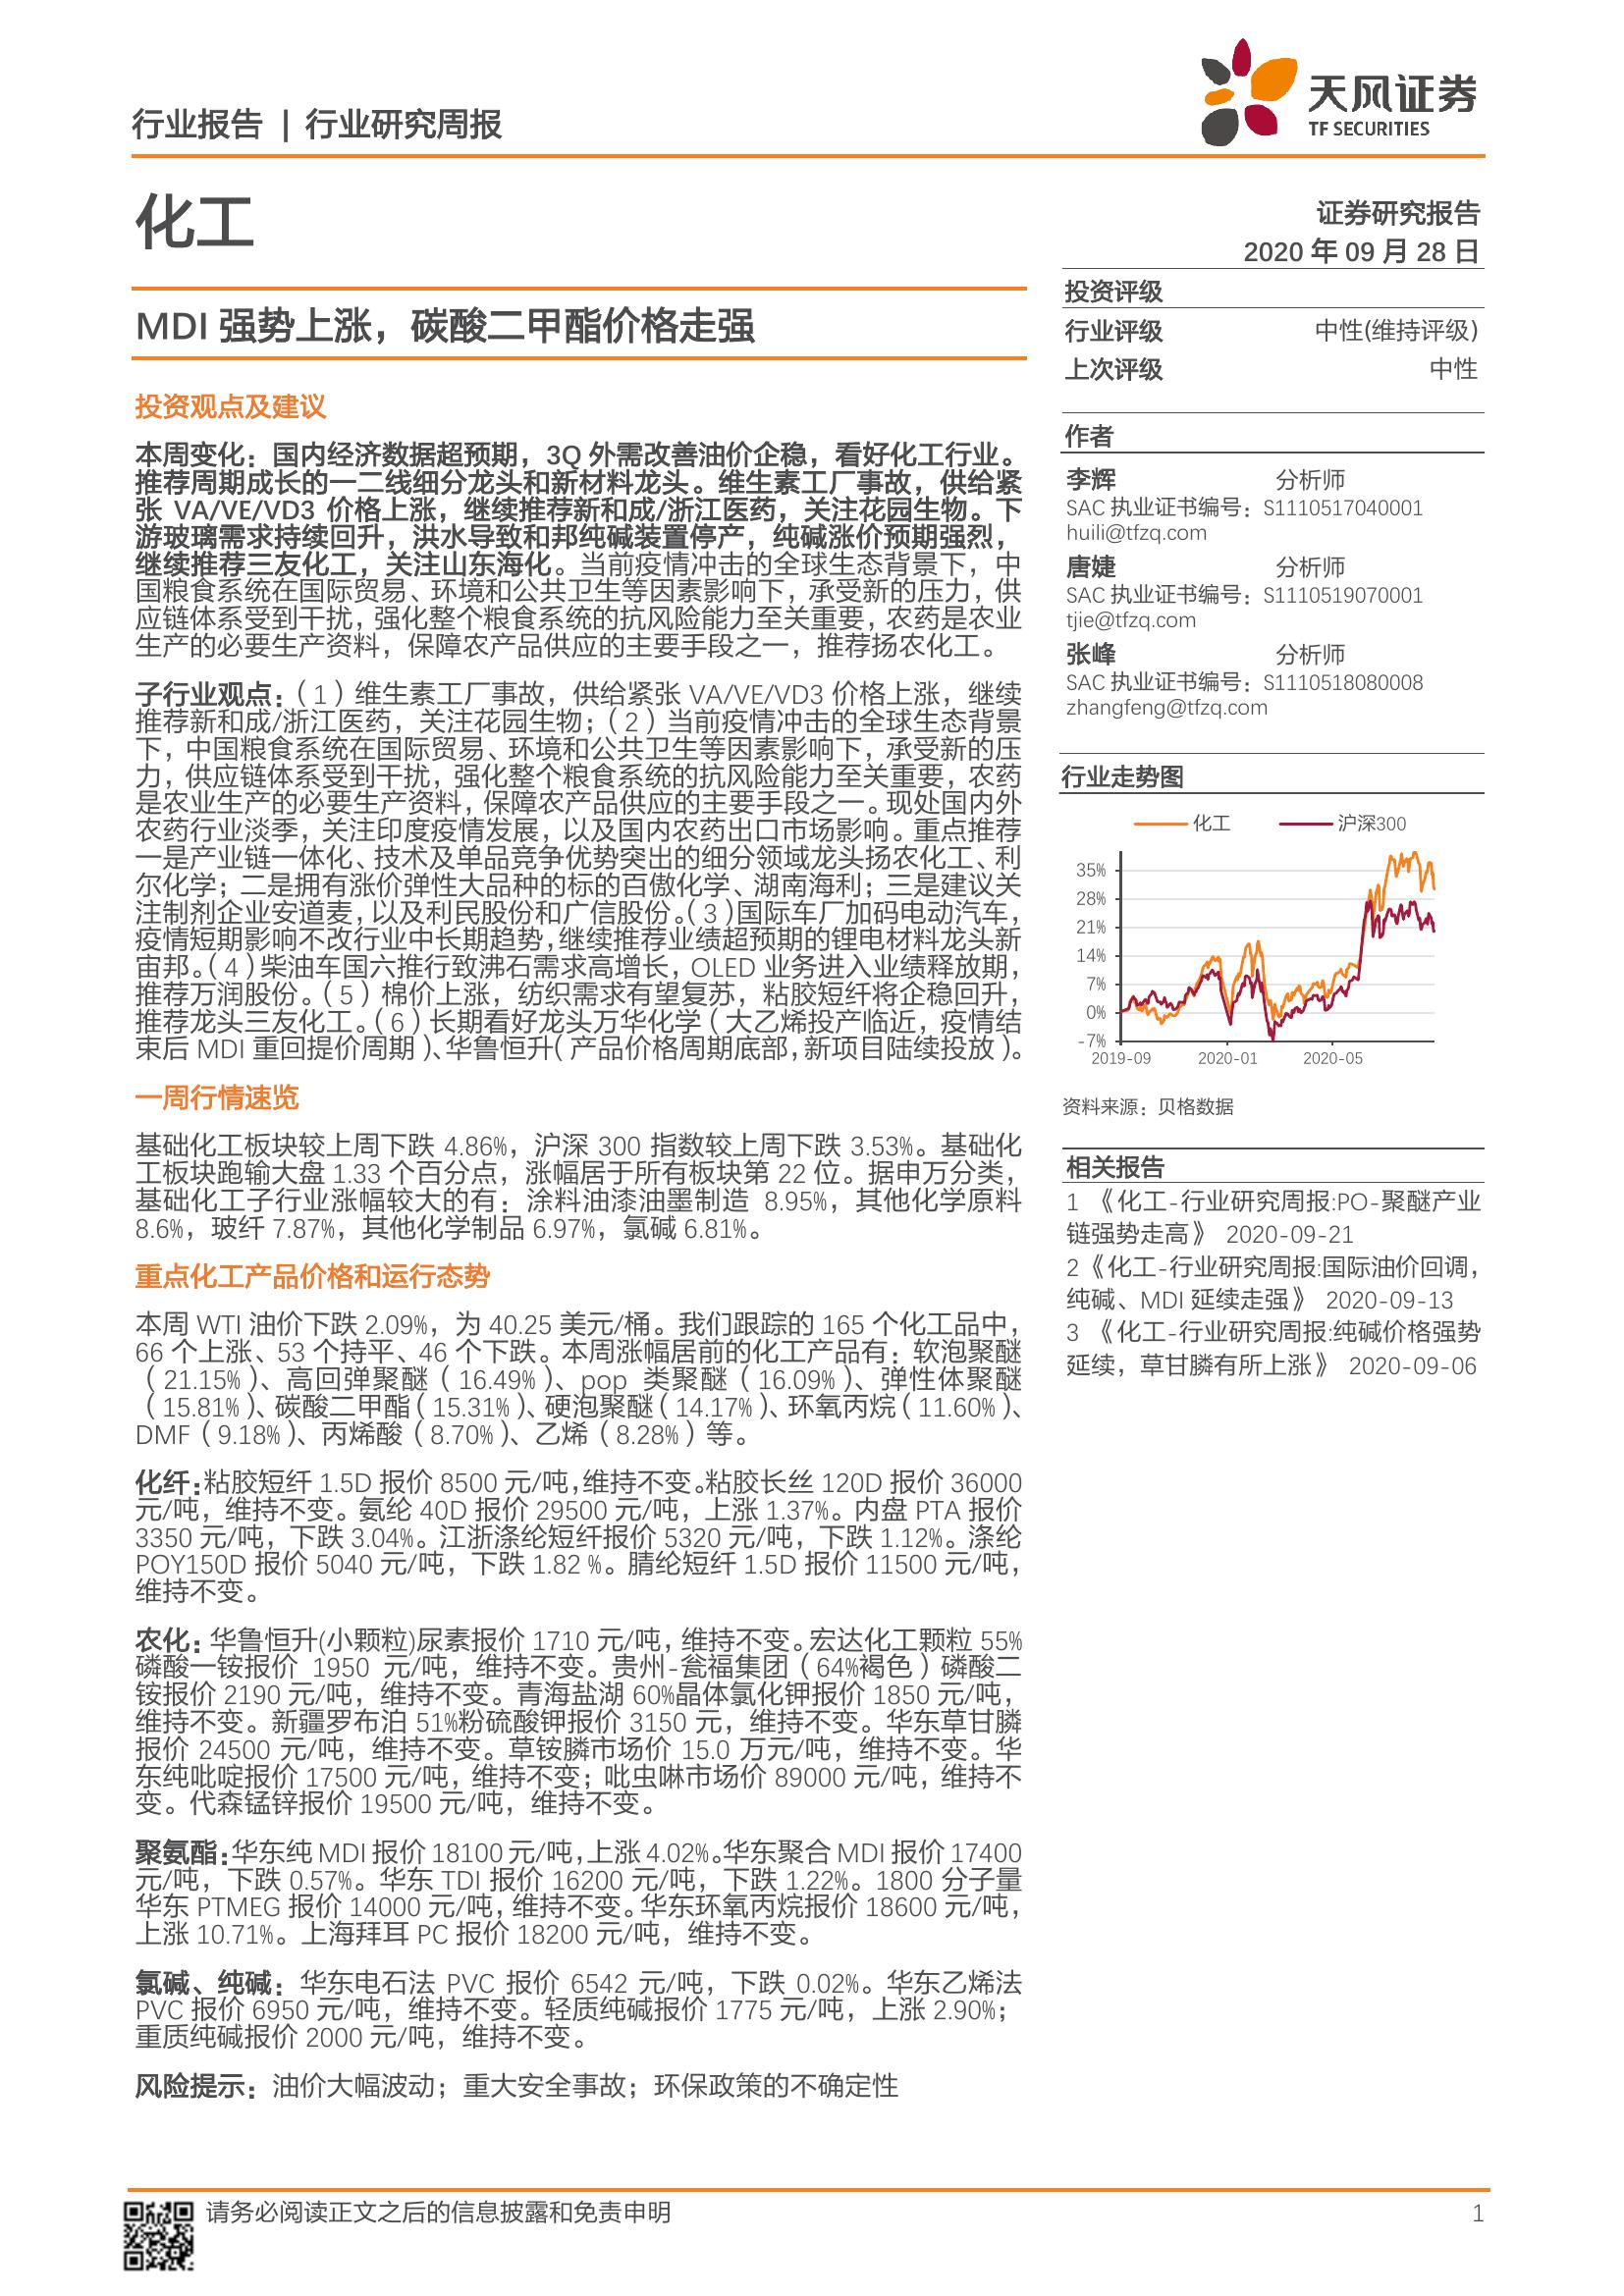 行业报告 | 行业研究周报
天风证券
TF SECURITIES
化工
证券研究报告
2020 年 09 月 28 日
MDI 强势上涨，碳酸二甲酯价格走强
投资观点及建议
本周变化：国内经济数据超预期，3Q 外需改善油价企稳，看好化工行业。
推荐周期成长的一二线细分龙头和新材料龙头。维生素工厂事故，供给紧
张 VA/VE/VD3 价格上涨，继续推荐新和成/浙江医药，关注花园生物。下
游玻璃需求持续回升，洪水导致和邦纯碱装置停产，纯碱涨价预期强烈，
继续推荐三友化工，关注山东海化。当前疫情冲击的全球生态背景下，中
国粮食系统在国际贸易、环境和公共卫生等因素影响下，承受新的压力，供
应链体系受到干扰，强化整个粮食系统的抗风险能力至关重要，农药是农业
生产的必要生产资料，保障农产品供应的主要手段之一，推荐扬农化工。
子行业观点：（1）维生素工厂事故，供给紧张 VA/VE/VD3 价格上涨，继续
推荐新和成/浙江医药，关注花园生物；（2）当前疫情冲击的全球生态背景
下，中国粮食系统在国际贸易、环境和公共卫生等因素影响下，承受新的压
力，供应链体系受到干扰，强化整个粮食系统的抗风险能力至关重要，农药
是农业生产的必要生产资料，保障农产品供应的主要手段之一。现处国内外
农药行业淡季，关注印度疫情发展，以及国内农药出口市场影响。重点推荐
一是产业链一体化、技术及单品竞争优势突出的细分领域龙头扬农化工、利
尔化学；二是拥有涨价弹性大品种的标的百傲化学、湖南海利；三是建议关
注制剂企业安道麦，以及利民股份和广信股份。（3）国际车厂加码电动汽车，
疫情短期影响不改行业中长期趋势，继续推荐业绩超预期的锂电材料龙头新
宙邦。（4）柴油车国六推行致沸石需求高增长，OLED 业务进入业绩释放期，
推荐万润股份。（5）棉价上涨，纺织需求有望复苏，粘胶短纤将企稳回升，
推荐龙头三友化工。（6）长期看好龙头万华化学（大乙烯投产临近，疫情结
束后 MDI 重回提价周期）、华鲁恒升（产品价格周期底部，新项目陆续投放）。
一周行情速览
基础化工板块较上周下跌 4.86%，沪深 300 指数较上周下跌 3.53%。基础化
工板块跑输大盘 1.33 个百分点，涨幅居于所有板块第 22 位。据申万分类，
基础化工子行业涨幅较大的有：涂料油漆油墨制造 8.95%，其他化学原料
8.6%，玻纤 7.87%，其他化学制品 6.97%，氯碱 6.81%。
重点化工产品价格和运行态势
本周 WTI 油价下跌 2.09%，为 40.25 美元/桶。我们跟踪的 165 个化工品中，
66 个上涨、53 个持平、46 个下跌。本周涨幅居前的化工产品有：软泡聚醚
（21.15%）、高回弹聚醚（16.49%）、pop 类聚醚（16.09%）、弹性体聚醚
（15.81%）、碳酸二甲酯（15.31%）、硬泡聚醚（14.17%）、环氧丙烷（11.60%）、
DMF（9.18%）、丙烯酸（8.70%）、乙烯（8.28%）等。
化纤：粘胶短纤 1.5D 报价 8500 元/吨，维持不变。粘胶长丝 120D 报价 36000
元/吨，维持不变。氨纶 40D 报价 29500 元/吨，上涨 1.37%。内盘 PTA 报价
3350 元/吨，下跌 3.04%。江浙涤纶短纤报价 5320 元/吨，下跌 1.12%。涤纶
POY150D 报价 5040 元/吨，下跌 1.82 %。腈纶短纤 1.5D 报价 11500 元/吨，
维持不变。
农化：华鲁恒升(小颗粒)尿素报价 1710 元/吨，维持不变。宏达化工颗粒 55%
磷酸一铵报价 1950 元/吨，维持不变。贵州-瓮福集团（64%褐色）磷酸二
铵报价 2190 元/吨，维持不变。青海盐湖 60%晶体氯化钾报价 1850 元/吨，
维持不变。新疆罗布泊 51%粉硫酸钾报价 3150 元，维持不变。华东草甘膦
报价 24500 元/吨，维持不变。草铵膦市场价 15.0 万元/吨，维持不变。华
东纯吡啶报价 17500 元/吨，维持不变；吡虫啉市场价 89000 元/吨，维持不
变。代森锰锌报价 19500 元/吨，维持不变。
聚氨酯：华东纯 MDI 报价 18100 元/吨，上涨 4.02%。华东聚合 MDI 报价 17400
元/吨，下跌 0.57%。华东 TDI 报价 16200 元/吨，下跌 1.22%。1800 分子量
华东 PTMEG 报价 14000 元/吨，维持不变。华东环氧丙烷报价 18600 元/吨，
上涨 10.71%。上海拜耳 PC 报价 18200 元/吨，维持不变。
氯碱、纯碱：华东电石法 PVC 报价 6542 元/吨，下跌 0.02%。华东乙烯法
PVC 报价 6950 元/吨，维持不变。轻质纯碱报价 1775 元/吨，上涨 2.90%；
重质纯碱报价 2000 元/吨，维持不变。
风险提示：油价大幅波动；重大安全事故；环保政策的不确定性
投资评级
行业评级 中性(维持评级)
上次评级 中性
作者
李辉 分析师
SAC 执业证书编号：S1110517040001
huili@tfzq.com
唐婕 分析师
SAC 执业证书编号：S1110519070001
tjie@tfzq.com
张峰 分析师
SAC 执业证书编号：S1110518080008
zhangfeng@tfzq.com
行业走势图
化工 沪深300
35%
28%
21%
14%
7%
0%
-7%
2019-09 2020-01 2020-05
资料来源：贝格数据
相关报告
1 《化工-行业研究周报:PO-聚醚产业
链强势走高》 2020-09-21
2《化工-行业研究周报:国际油价回调，
纯碱、MDI 延续走强》 2020-09-13
3 《化工-行业研究周报:纯碱价格强势
延续，草甘膦有所上涨》 2020-09-06
请务必阅读正文之后的信息披露和免责申明
1